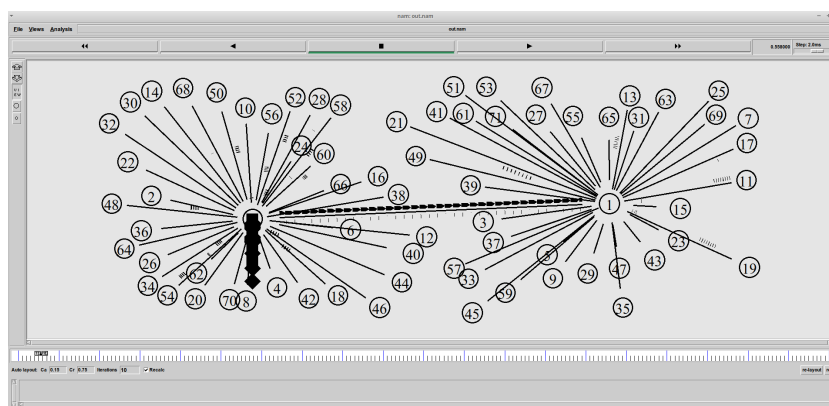 nam: out.nam
File Views Analysis out.nam
0.550000 Step: 2.0ms
51 53 67
14 68 50 52 28 58 13 25
30 10 56 41 61 71 27 55 65 31 63 69 7
32 21
24 60 17
22 49
66 16 39 11
2 38
48 1 15
36 6 3
64 12 37 23
26 40 3 43
62 57 33 9 29 47 19
34 54 20 70 8 4 42 18 46 44 59
45 35
Auto layout: Ca 0.15 Cr 0.75 Iterations 10 Recalc re-layout